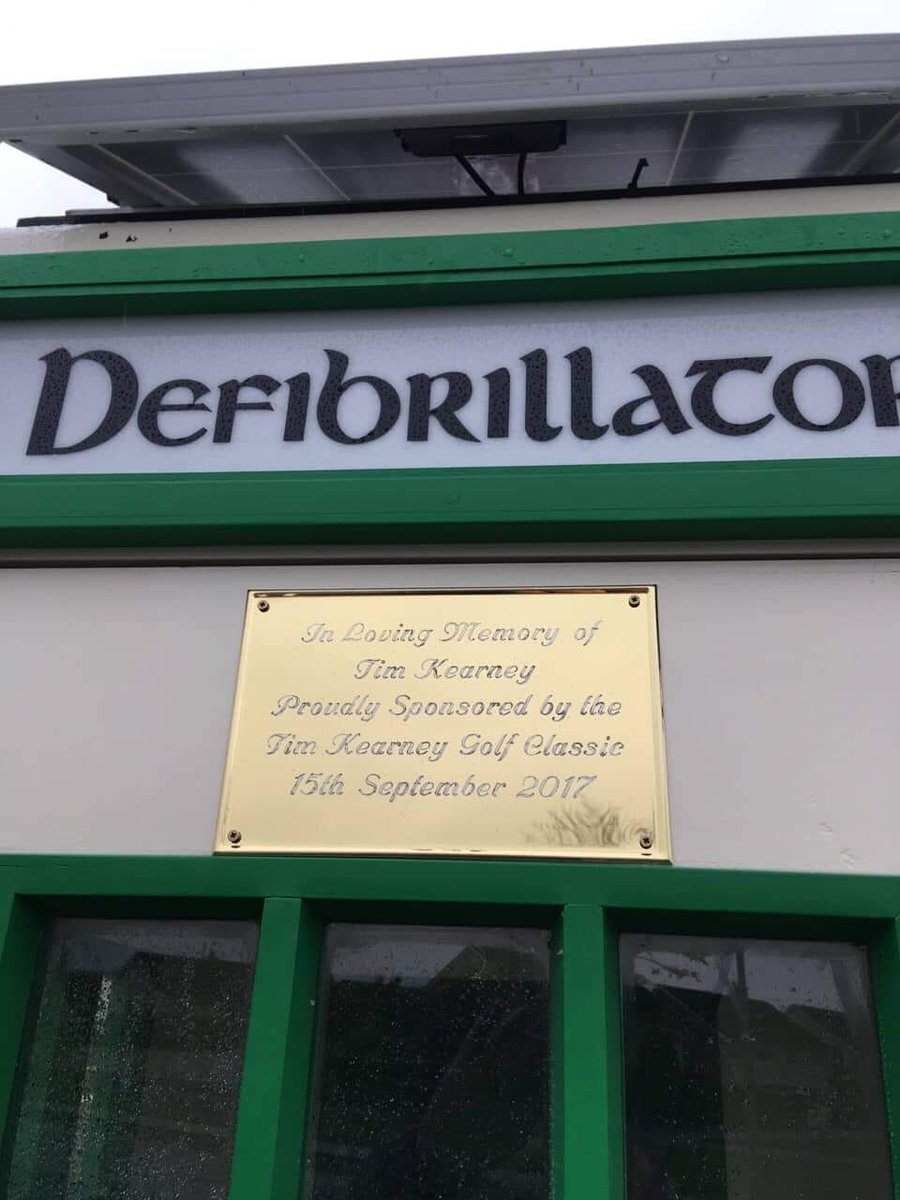 Defibrillator
In Loving Memory of
Tim Kearney
Proudly Sponsored by the
Tim Kearney Golf Classic
15th September 2017